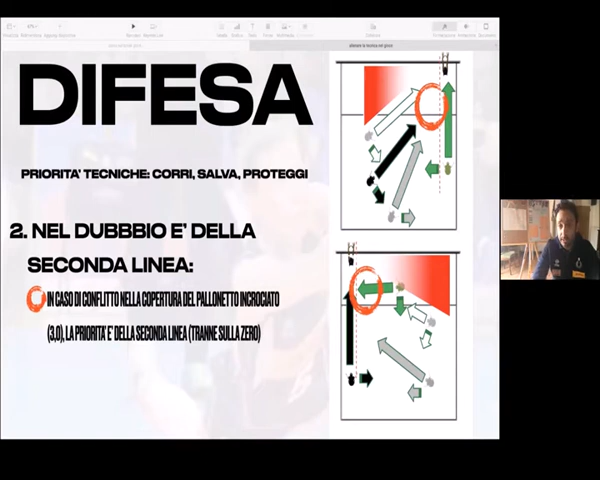 DIFESA
PRIORITA' TECNICHE: CORRI, SALVA, PROTEGGI
2. NEL DUBBBIO E' DELLA
SECONDA LINEA:
IN CASO DI CONFLITTO NELLA COPERTURA DEL PALLONETTO INCROCIATO
(3,0), LA PRIORITA' E' DELLA SECONDA LINEA (TRANNE SULLA ZERO)